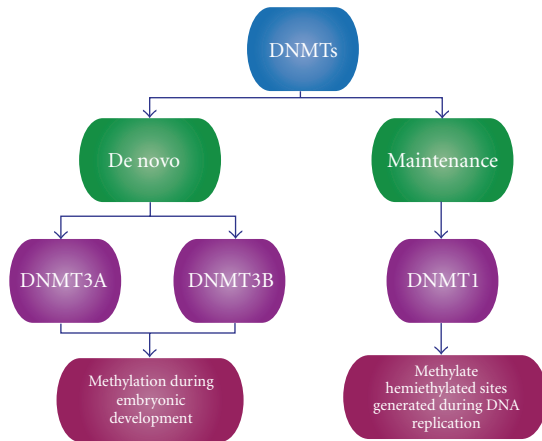 DNMTs
De novo
Maintenance
DNMT3A
DNMT3B
DNMT1
Methylation during
embryonic
development
Methylate
hemiethylated sites
generated during DNA
replication